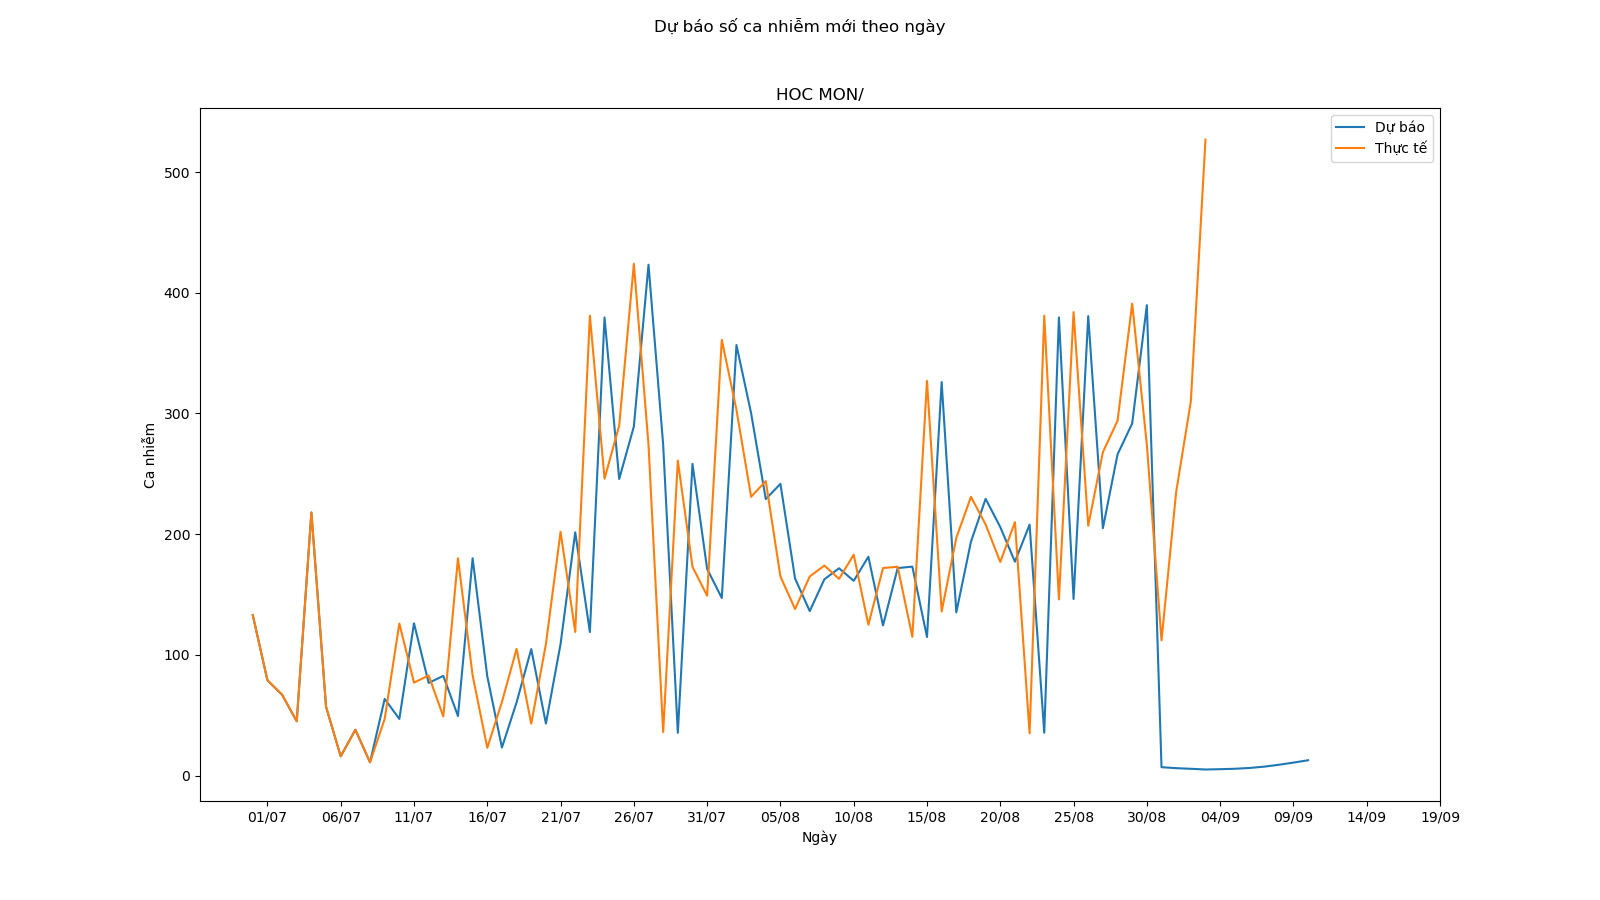 Dự báo số ca nhiễm mới theo ngày
HOC MON/
Dự báo
Thực tế
500
400
300
200
100
0
Ca nhiễm
01/07 06/07 11/07 16/07 21/07 26/07 31/07 05/08 10/08 15/08 20/08 25/08 30/08 04/09 09/09 14/09 19/09
Ngày